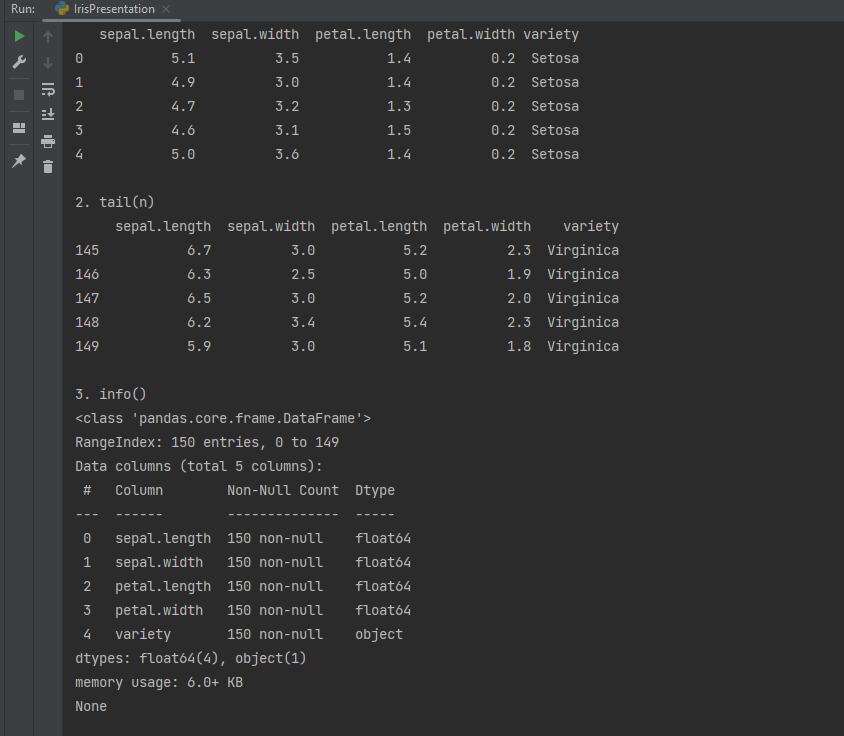 Run: IrisPresentation
sepal.length sepal.width petal.length petal.width variety
0 5.1 3.5 1.4 0.2 Setosa
1 4.9 3.0 1.4 0.2 Setosa
2 4.7 3.2 1.3 0.2 Setosa
3 4.6 3.1 1.5 0.2 Setosa
4 5.0 3.6 1.4 0.2 Setosa
2. tail(n)
sepal.length sepal.width petal.length petal.width variety
145 6.7 3.0 5.2 2.3 Virginica
146 6.3 2.5 5.0 1.9 Virginica
147 6.5 3.0 5.2 2.0 Virginica
148 6.2 3.4 5.4 2.3 Virginica
149 5.9 3.0 5.1 1.8 Virginica
3. info()
<class 'pandas.core.frame.DataFrame'>
RangeIndex: 150 entries, 0 to 149
Data columns (total 5 columns):
# Column Non-Null Count Dtype
--- ------ -------------- -----
0 sepal.length 150 non-null float64
1 sepal.width 150 non-null float64
2 petal.length 150 non-null float64
3 petal.width 150 non-null float64
4 variety 150 non-null object
dtypes: float64(4), object(1)
memory usage: 6.0+ KB
None